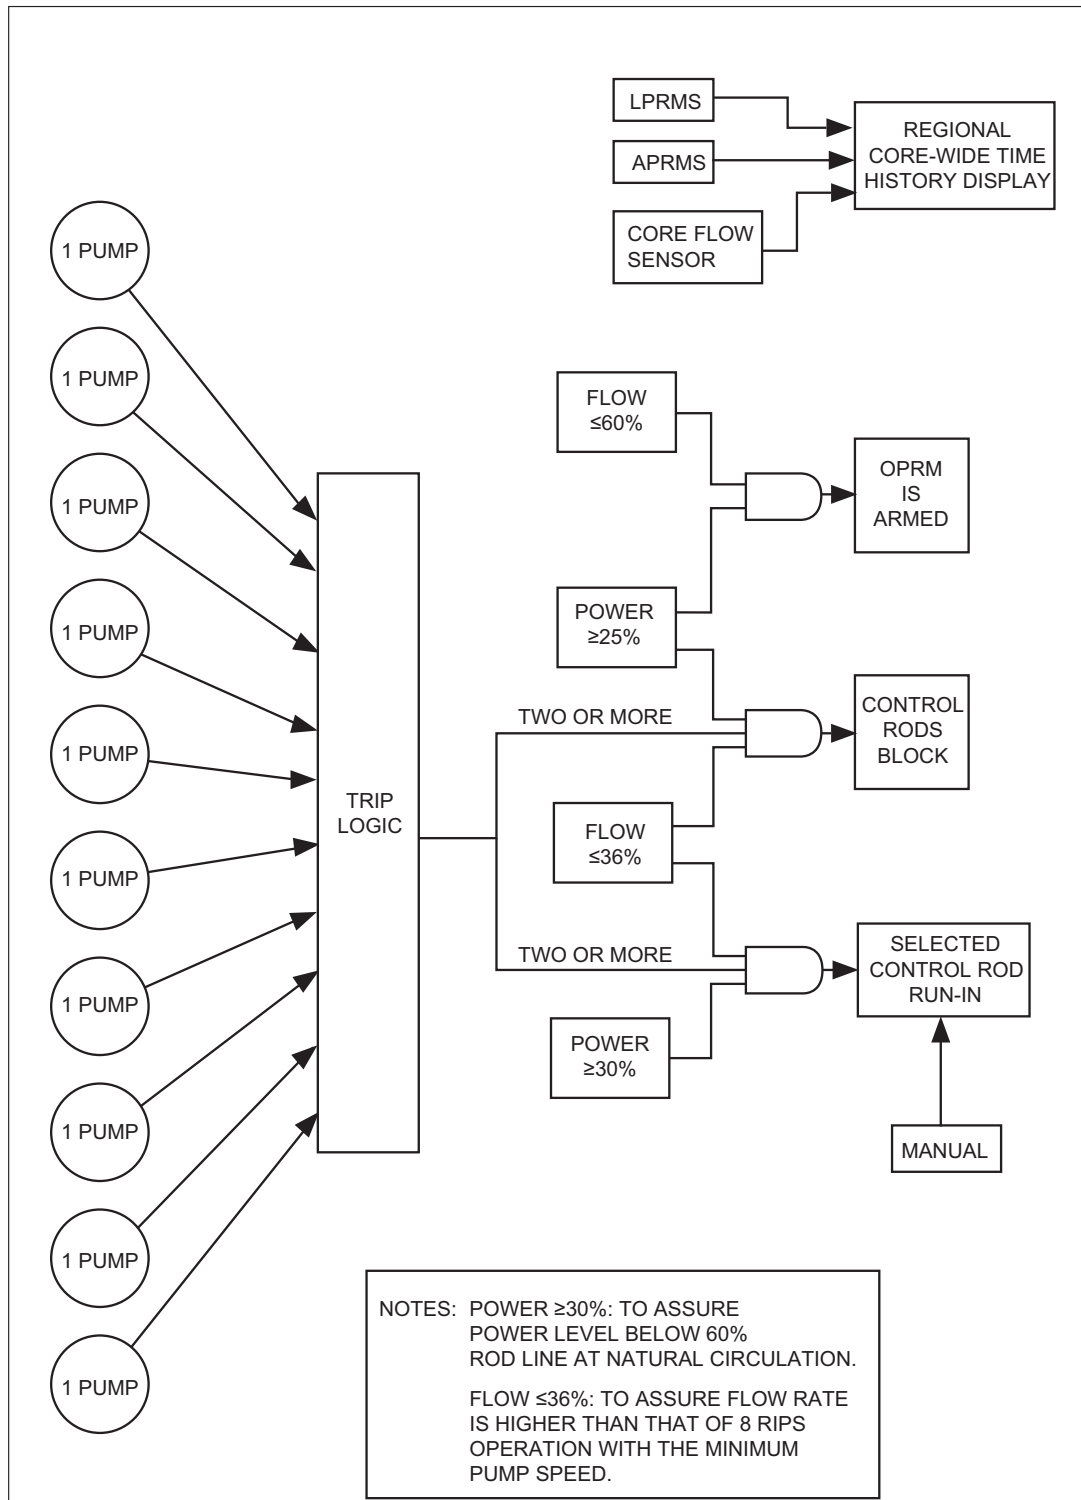 LPRMS
APRMS
CORE FLOW
SENSOR
REGIONAL
CORE-WIDE TIME
HISTORY DISPLAY
1 PUMP
1 PUMP
1 PUMP
1 PUMP
1 PUMP
1 PUMP
1 PUMP
1 PUMP
1 PUMP
1 PUMP
TRIP
LOGIC
FLOW
≤60%
OPRM
IS
ARMED
POWER
≥25%
TWO OR MORE
CONTROL
RODS
BLOCK
FLOW
≤36%
TWO OR MORE
SELECTED
CONTROL ROD
RUN-IN
POWER
≥30%
MANUAL
NOTES: POWER ≥30%: TO ASSURE
POWER LEVEL BELOW 60%
ROD LINE AT NATURAL CIRCULATION.
FLOW ≤36%: TO ASSURE FLOW RATE
IS HIGHER THAN THAT OF 8 RIPS
OPERATION WITH THE MINIMUM
PUMP SPEED.